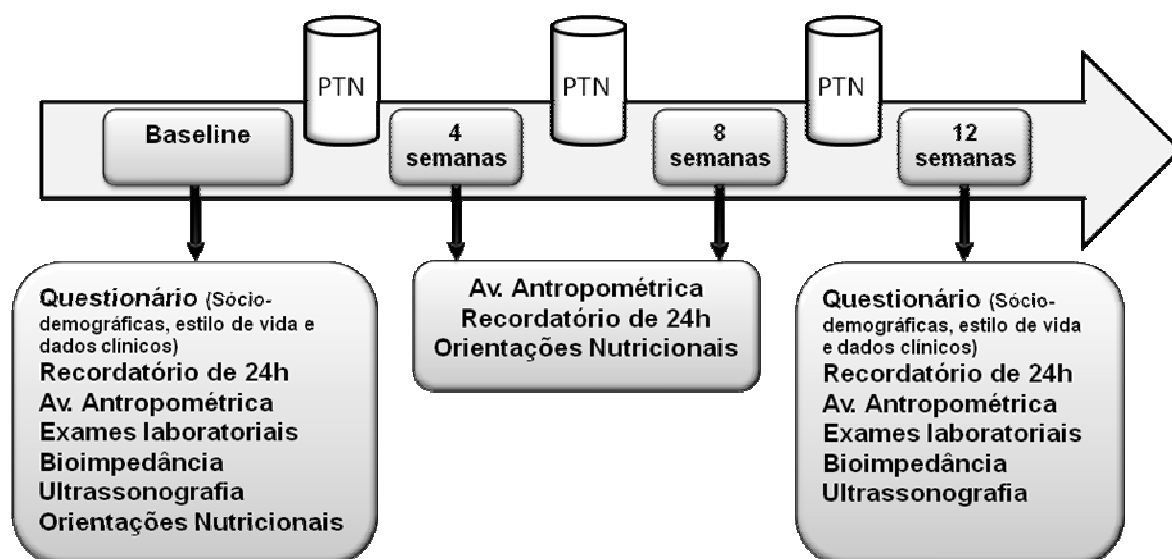 PTN
PTN
PTN
Baseline
4
semanas
8
semanas
12
semanas
Questionário (Sócio-
demográficas, estilo de vida e
dados clínicos)
Recordatório de 24h
Av. Antropométrica
Exames laboratoriais
Bioimpedância
Ultrassonografia
Orientações Nutricionais
Av. Antropométrica
Recordatório de 24h
Orientações Nutricionais
Questionário (Sócio-
demográficas, estilo de vida
e dados clínicos)
Recordatório de 24h
Av. Antropométrica
Exames laboratoriais
Bioimpedância
Ultrassonografia